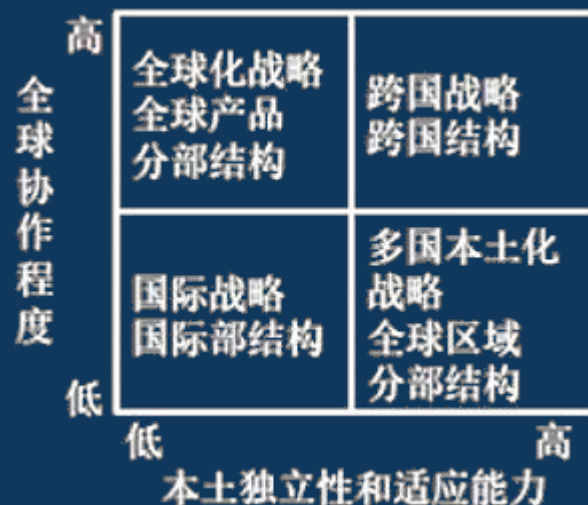 高
全球协作程度
全球化战略
全球产品
分部结构
跨国战略
跨国结构
国际战略
国际部结构
多国本土化
战略
全球区域
分部结构
低
低
高
本土独立性和适应能力